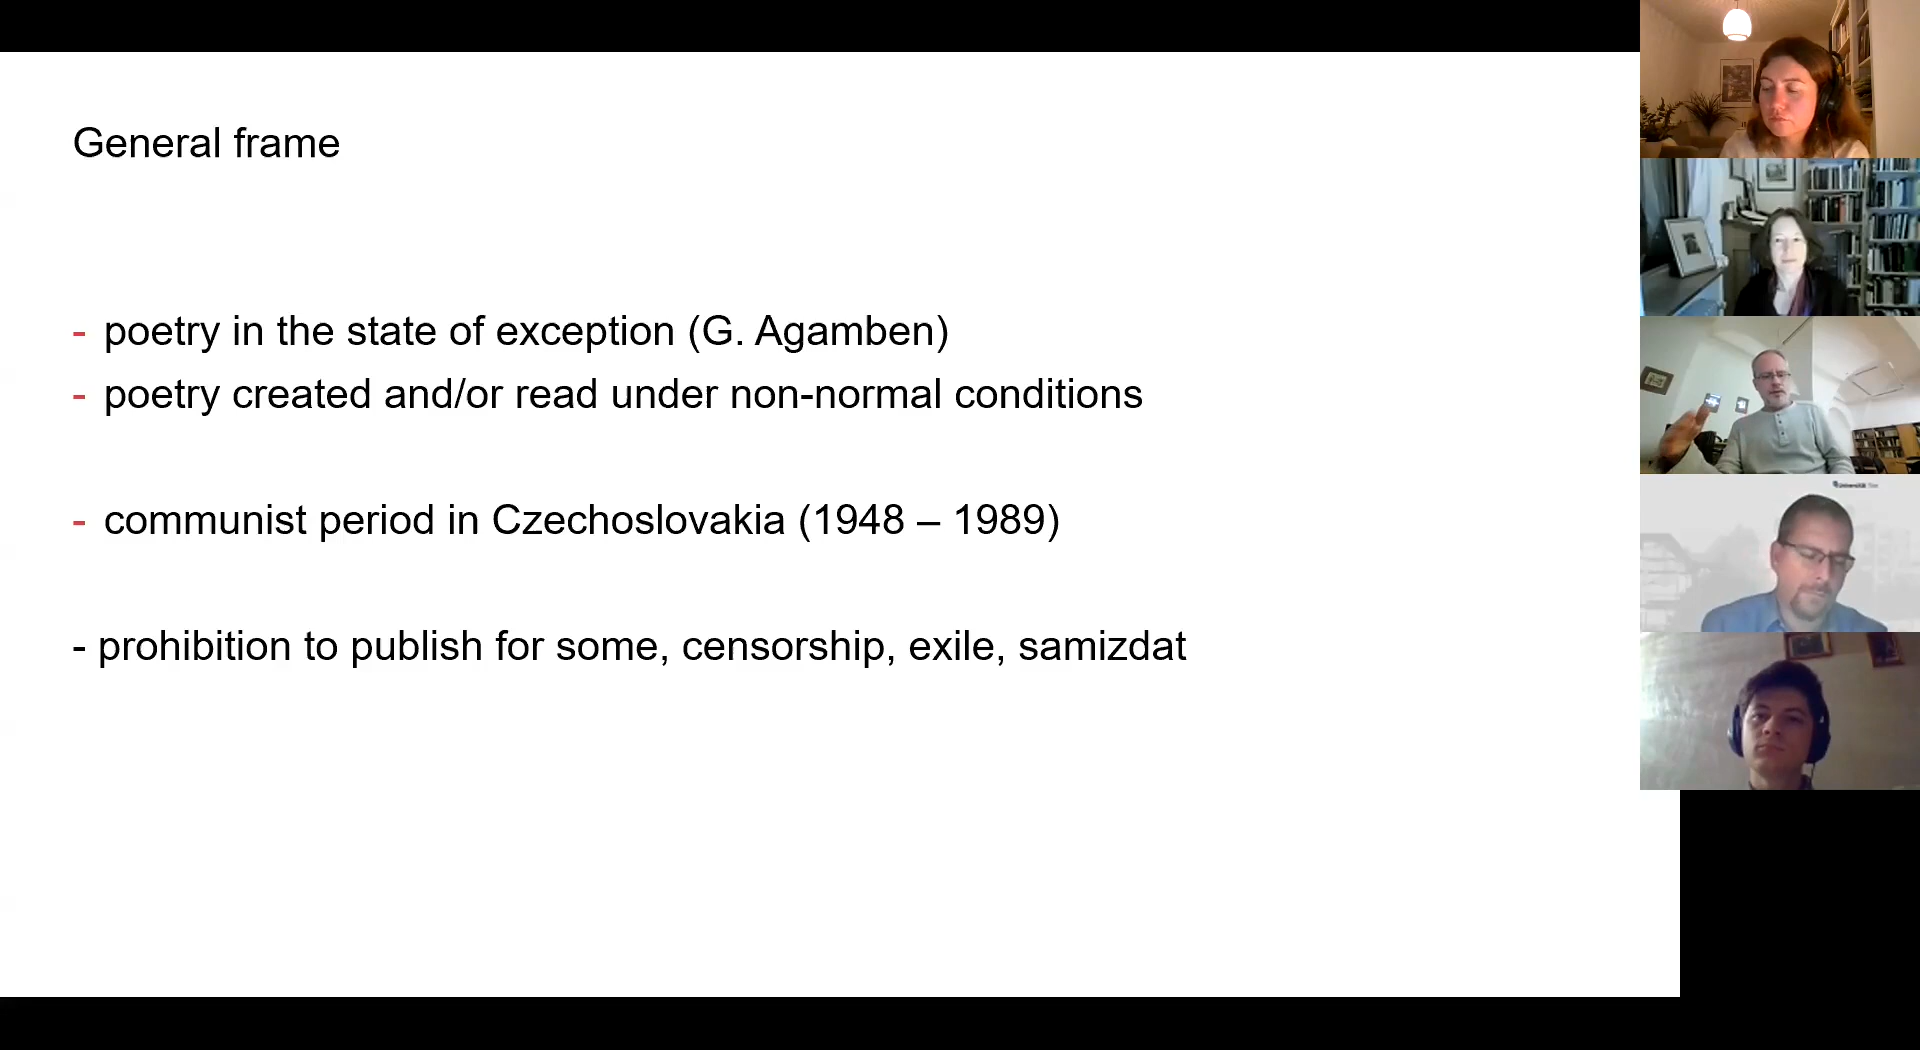 General frame
- poetry in the state of exception (G. Agamben)
- poetry created and/or read under non-normal conditions
- communist period in Czechoslovakia (1948 – 1989)
- prohibition to publish for some, censorship, exile, samizdat